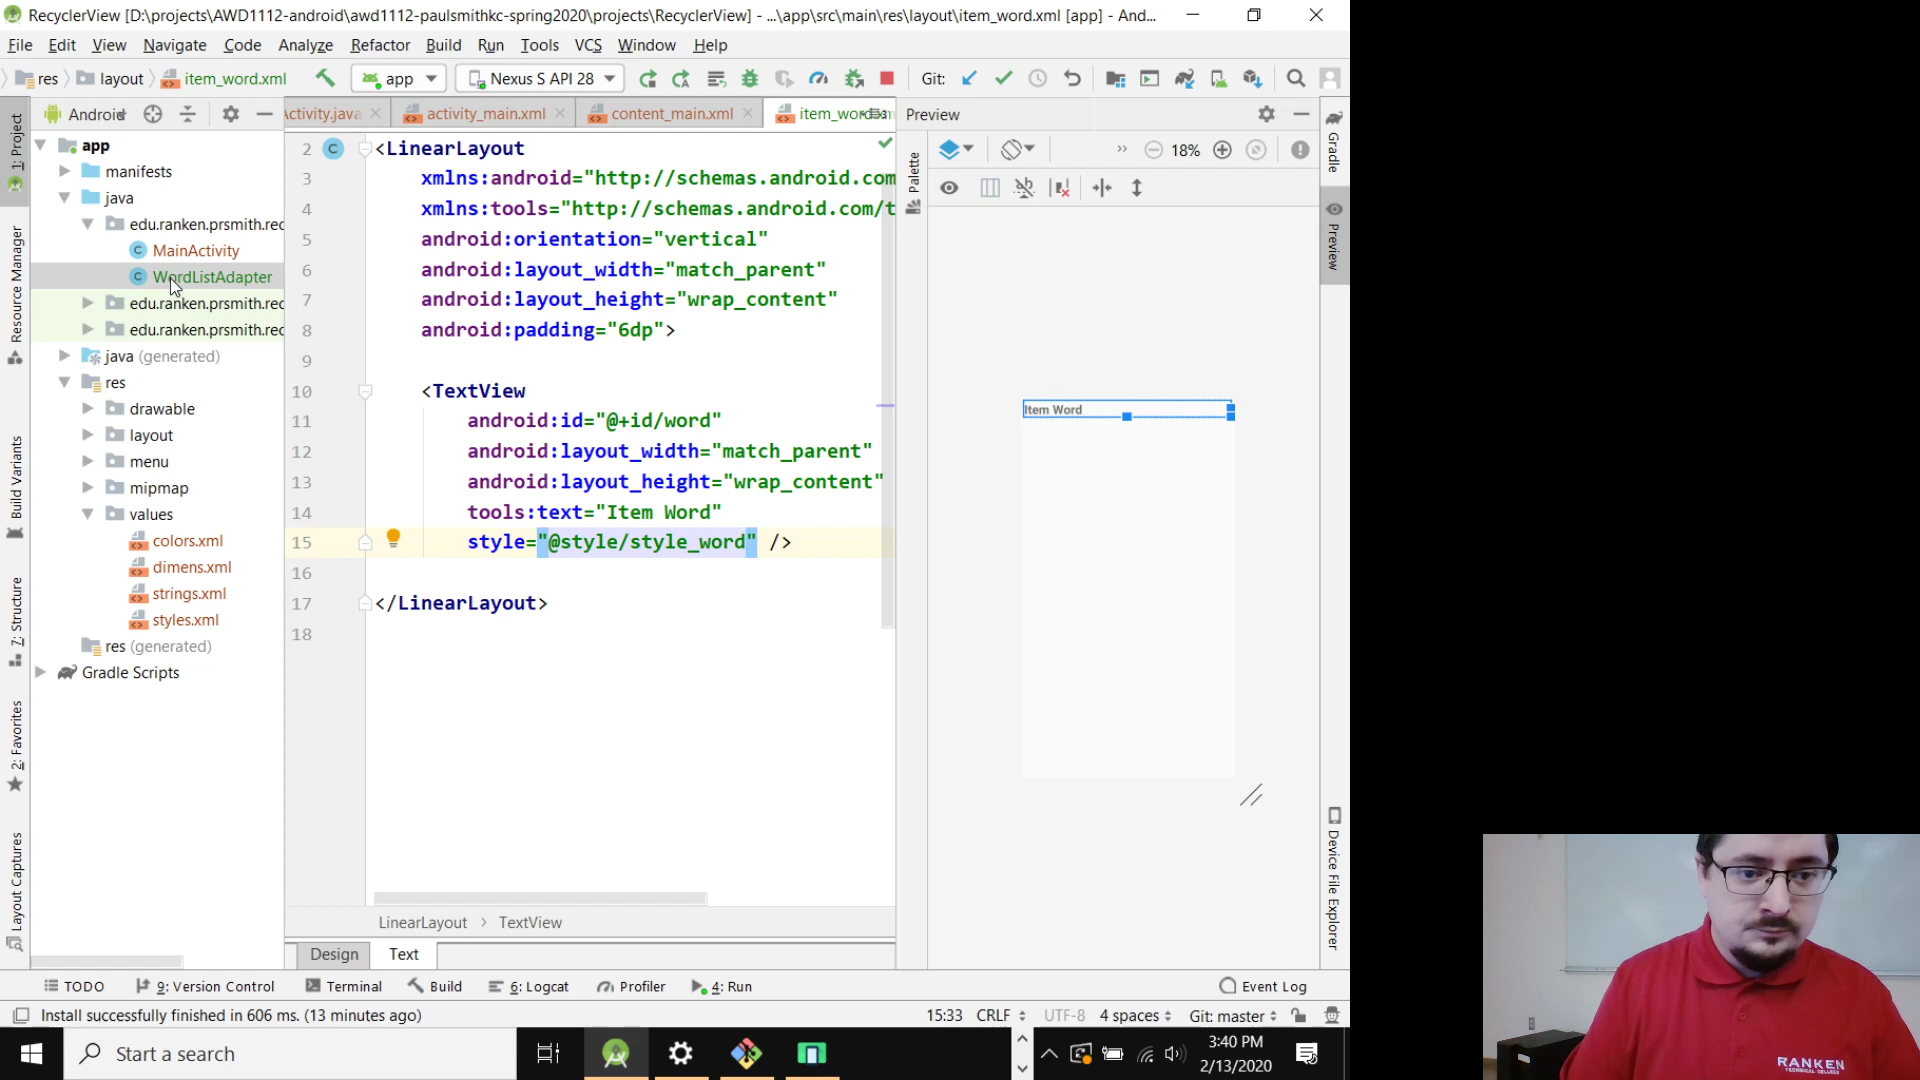 RecyclerView [D:\projects\AWD1112-android\awd1112-paulsmithkc-spring2020\projects\RecyclerView] - ...\app\src\main\res\layout\item_word.xml [app] - And...
File Edit View Navigate Code Analyze Refactor Build Run Tools VCS Window Help
res layout item_word.xml app Nexus S API 28 Git:
Android
activity_main.xml content_main.xml
Preview
18%
1: Project
Resource Manager
Build Variants
7: Structure
2: Favorites
Layout Captures
app
manifests
java
edu.ranken.prsmith.rec
MainActivity
WordListAdapter
edu.ranken.prsmith.rec
edu.ranken.prsmith.rec
java (generated)
res
drawable
layout
menu
mipmap
values
colors.xml
dimens.xml
strings.xml
styles.xml
res (generated)
Gradle Scripts
2 <LinearLayout
3 xmlns:android="http://schemas.android.com
4 xmlns:tools="http://schemas.android.com/t
5 android:orientation="vertical"
6 android:layout_width="match_parent"
7 android:layout_height="wrap_content"
8 android:padding="6dp">
9
10 <TextView
11 android:id="@+id/word"
12 android:layout_width="match_parent"
13 android:layout_height="wrap_content"
14 tools:text="Item Word"
15 style="@style/style_word" />
16
17 </LinearLayout>
18
LinearLayout > TextView
Design Text
Palette
Item Word
Gradle
Preview
Device File Explorer
TODO 9: Version Control Terminal Build 6: Logcat Profiler 4: Run Event Log
Install successfully finished in 606 ms. (13 minutes ago) 15:33 CRLF UTF-8 4 spaces Git: master
Start a search
3:40 PM
2/13/2020
RANKEN
TECHNICAL COLLEGE